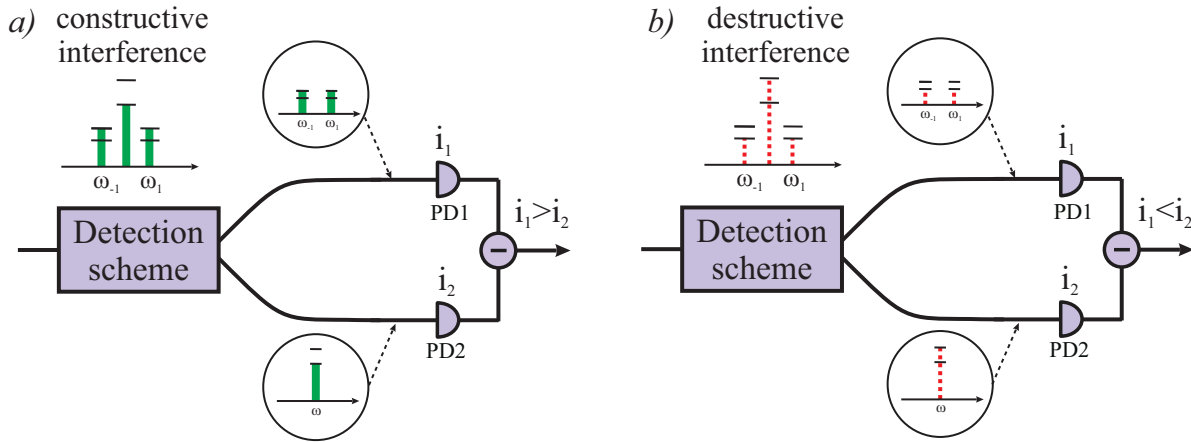 a)
constructive
interference
ω₋₁ ω₁
ω₋₁ ω₁
i₁
PD1
Detection
scheme
i₁>i₂
−
i₂
PD2
ω
b)
destructive
interference
ω₋₁ ω₁
ω₋₁ ω₁
i₁
PD1
Detection
scheme
i₁<i₂
−
i₂
PD2
ω